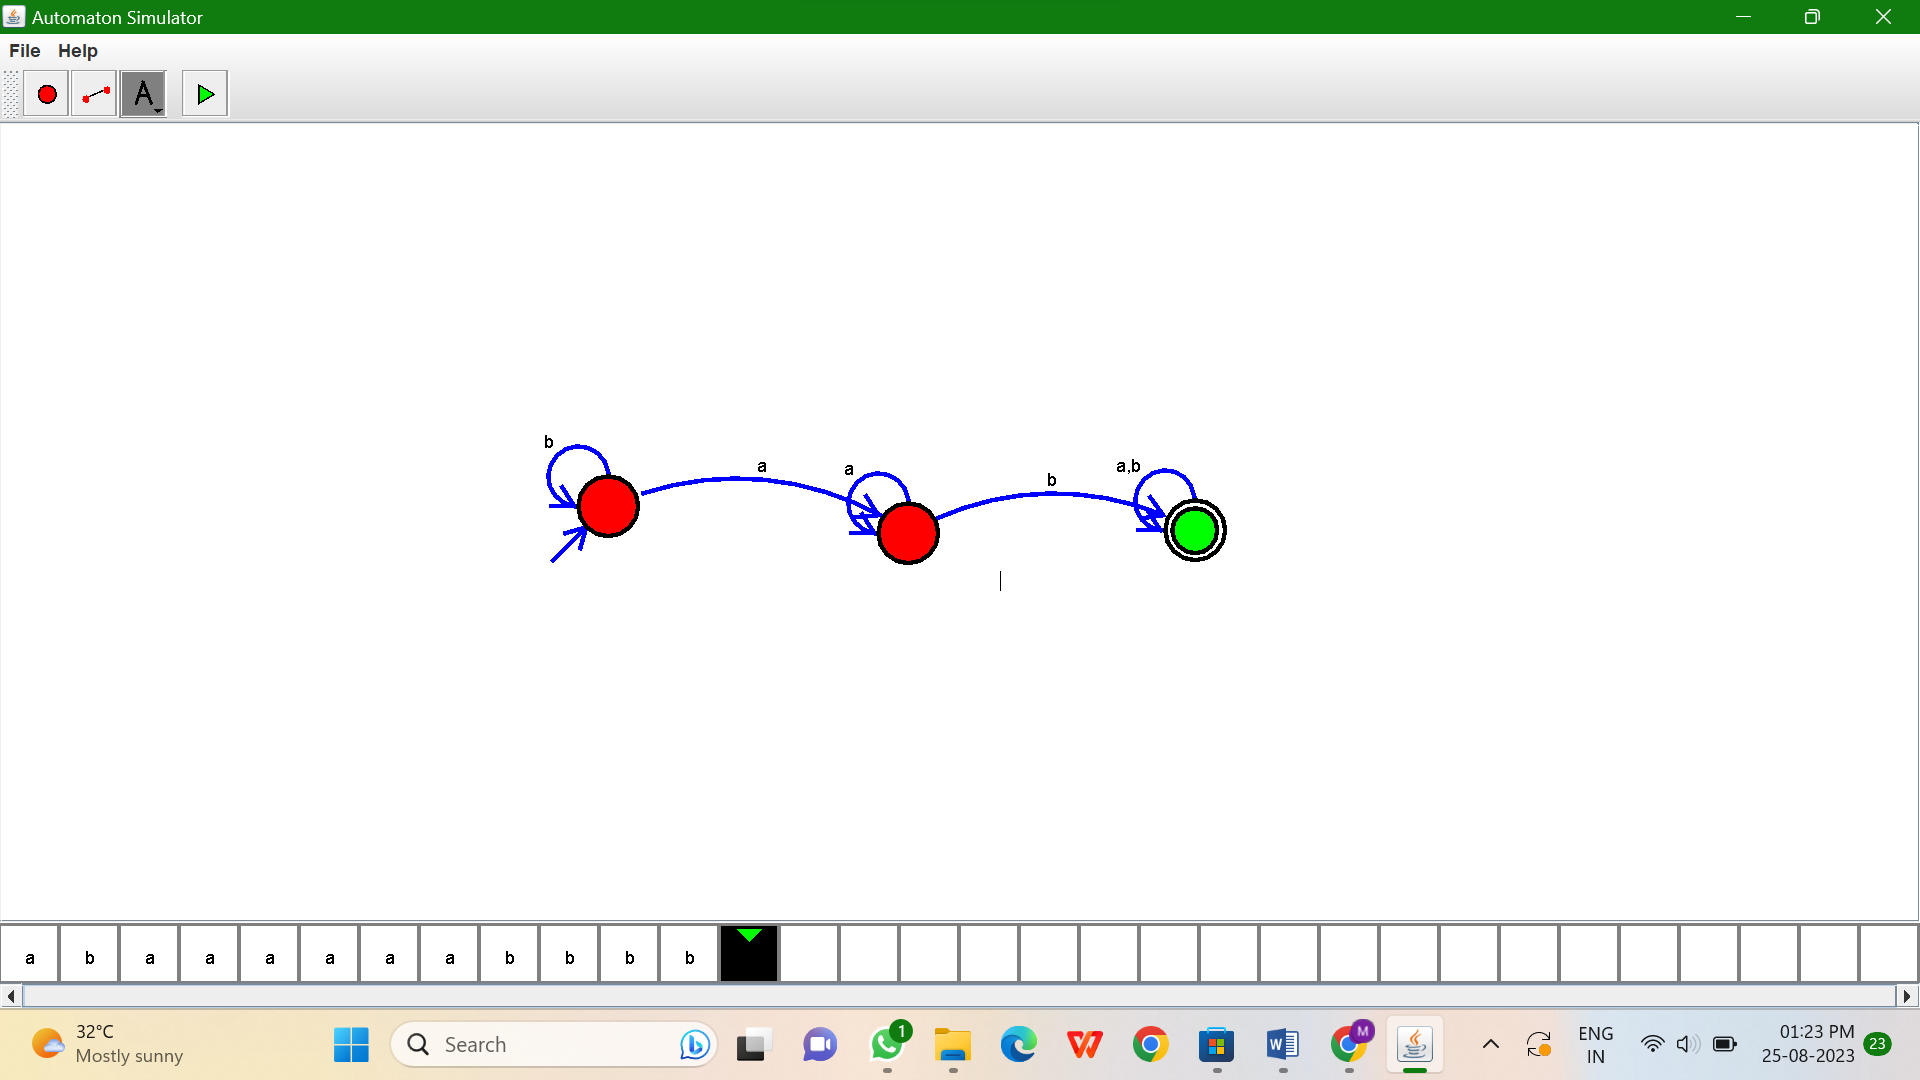 Automaton Simulator
File Help
A
b
a
a
b
a,b
a b a a a a a a b b b b
32°C
Mostly sunny
Search
1
W
W
M
ENG
IN
01:23 PM
25-08-2023
23